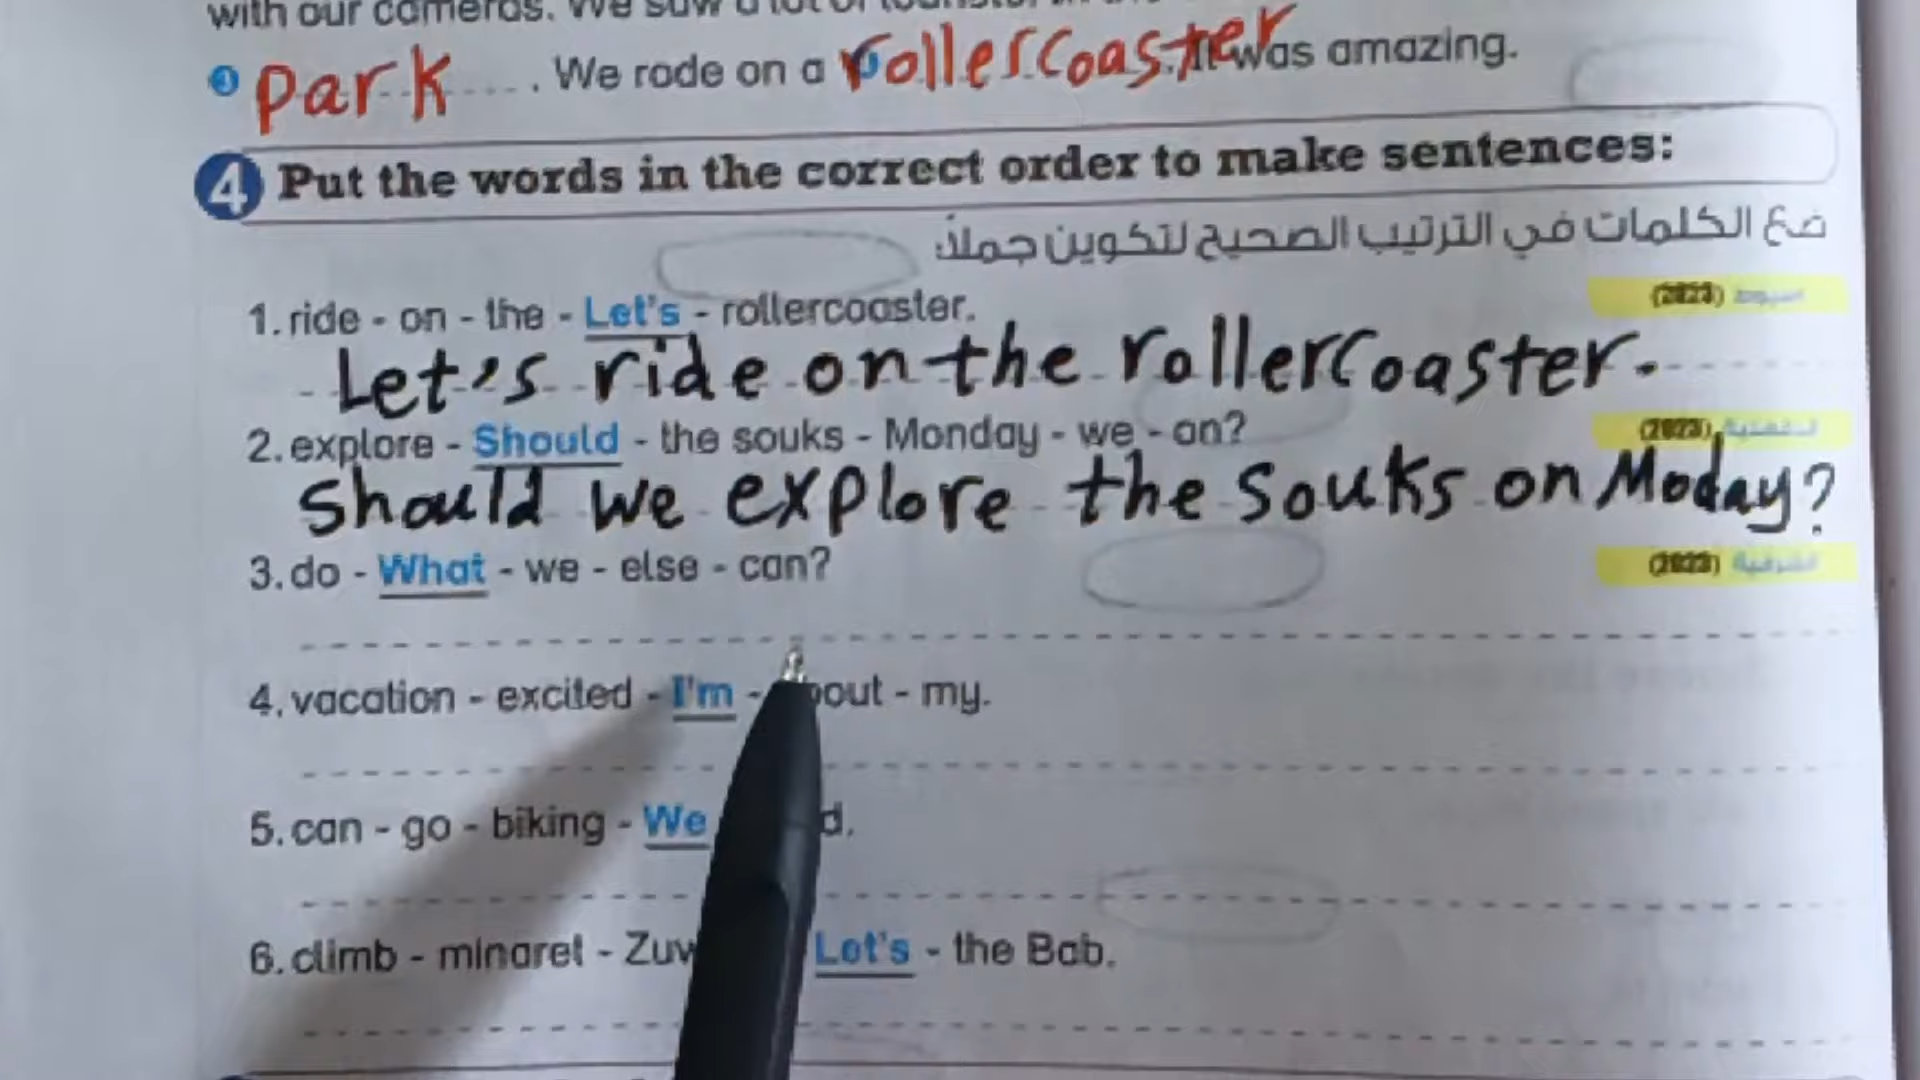 with our cameras. We saw a lot of
park . We rode on a rollercoaster. It was amazing.
4 Put the words in the correct order to make sentences:
ضع الكلمات في الترتيب الصحيح لتكوين جملاً
1. ride - on - the - Let's - rollercoaster.
Let's ride on the rollercoaster.
2. explore - Should - the souks - Monday - we - on?
(2023)
Should we explore the souks on Moday?
3. do - What - we - else - can?
(2023)
4. vacation - excited - I'm - - my.
5. can - go - biking - We
6. climb - minaret - Let's - the Bab.